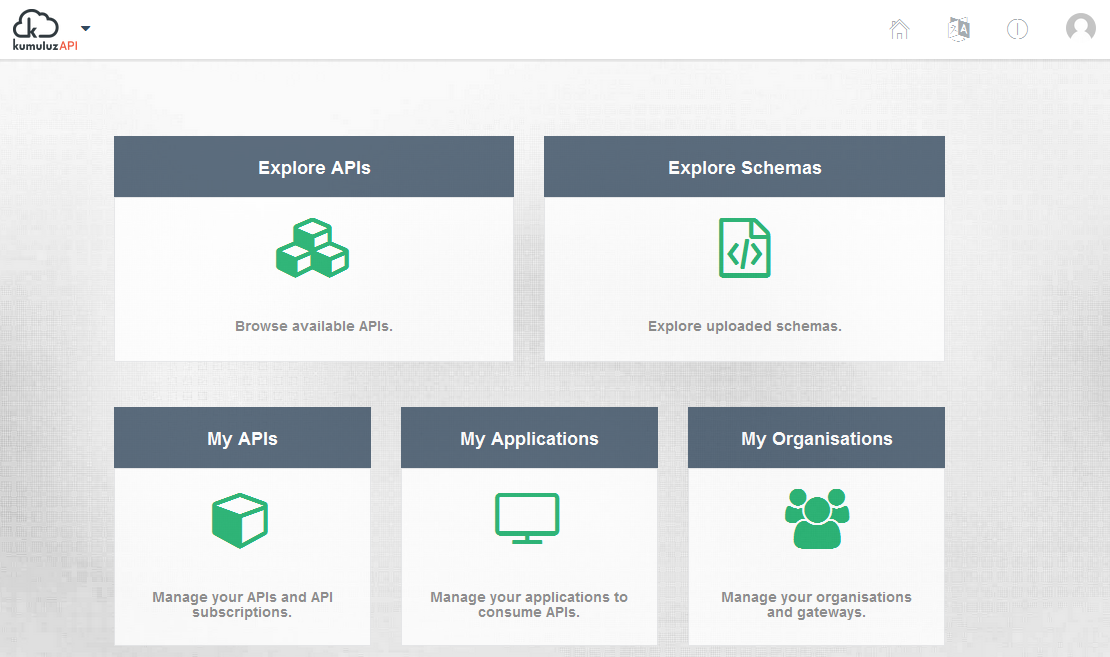 kumuluzAPI
Explore APIs
Explore Schemas
Browse available APIs.
Explore uploaded schemas.
My APIs
My Applications
My Organisations
Manage your APIs and API
subscriptions.
Manage your applications to
consume APIs.
Manage your organisations
and gateways.